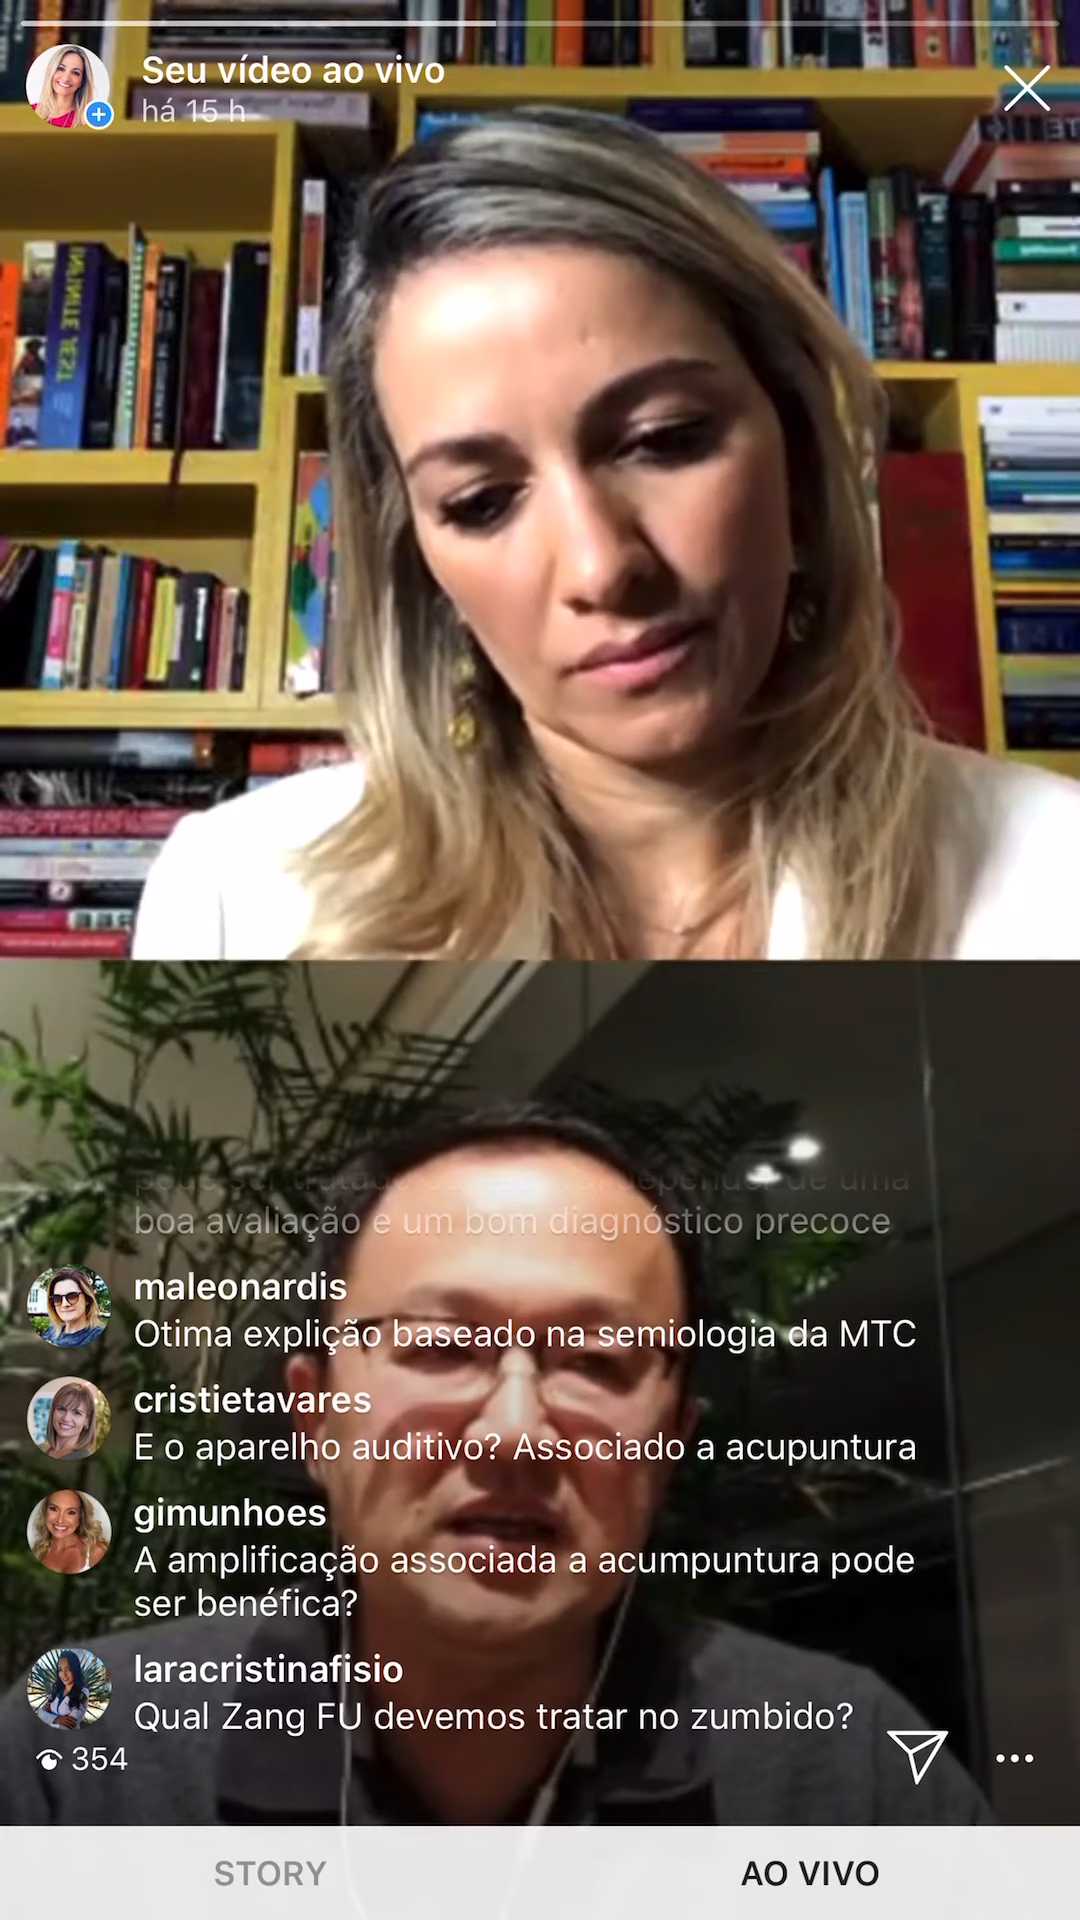 Seu vídeo ao vivo
há 15 h
INFINITE JEST
boa avaliação e um bom diagnóstico precoce
maleonardis
Otima explição baseado na semiologia da MTC
cristietavares
E o aparelho auditivo? Associado a acupuntura
gimunhoes
A amplificação associada a acumpuntura pode
ser benéfica?
laracristinafisio
Qual Zang FU devemos tratar no zumbido?
354
STORY
AO VIVO